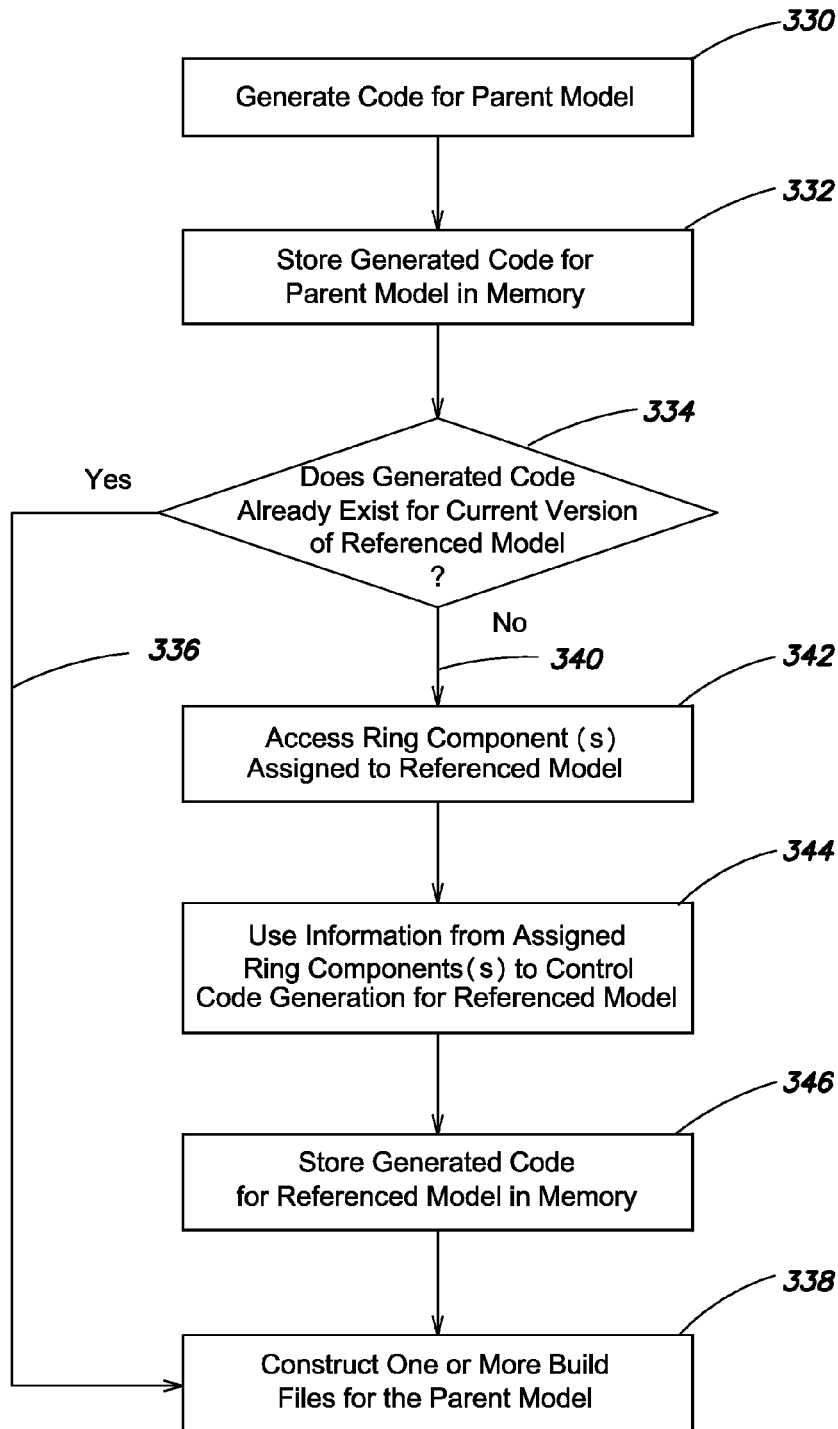 330
Generate Code for Parent Model
332
Store Generated Code for
Parent Model in Memory
334
Yes
Does Generated Code
Already Exist for Current Version
of Referenced Model
?
No
336
340
342
Access Ring Component (s)
Assigned to Referenced Model
344
Use Information from Assigned
Ring Components(s) to Control
Code Generation for Referenced Model
346
Store Generated Code
for Referenced Model in Memory
338
Construct One or More Build
Files for the Parent Model